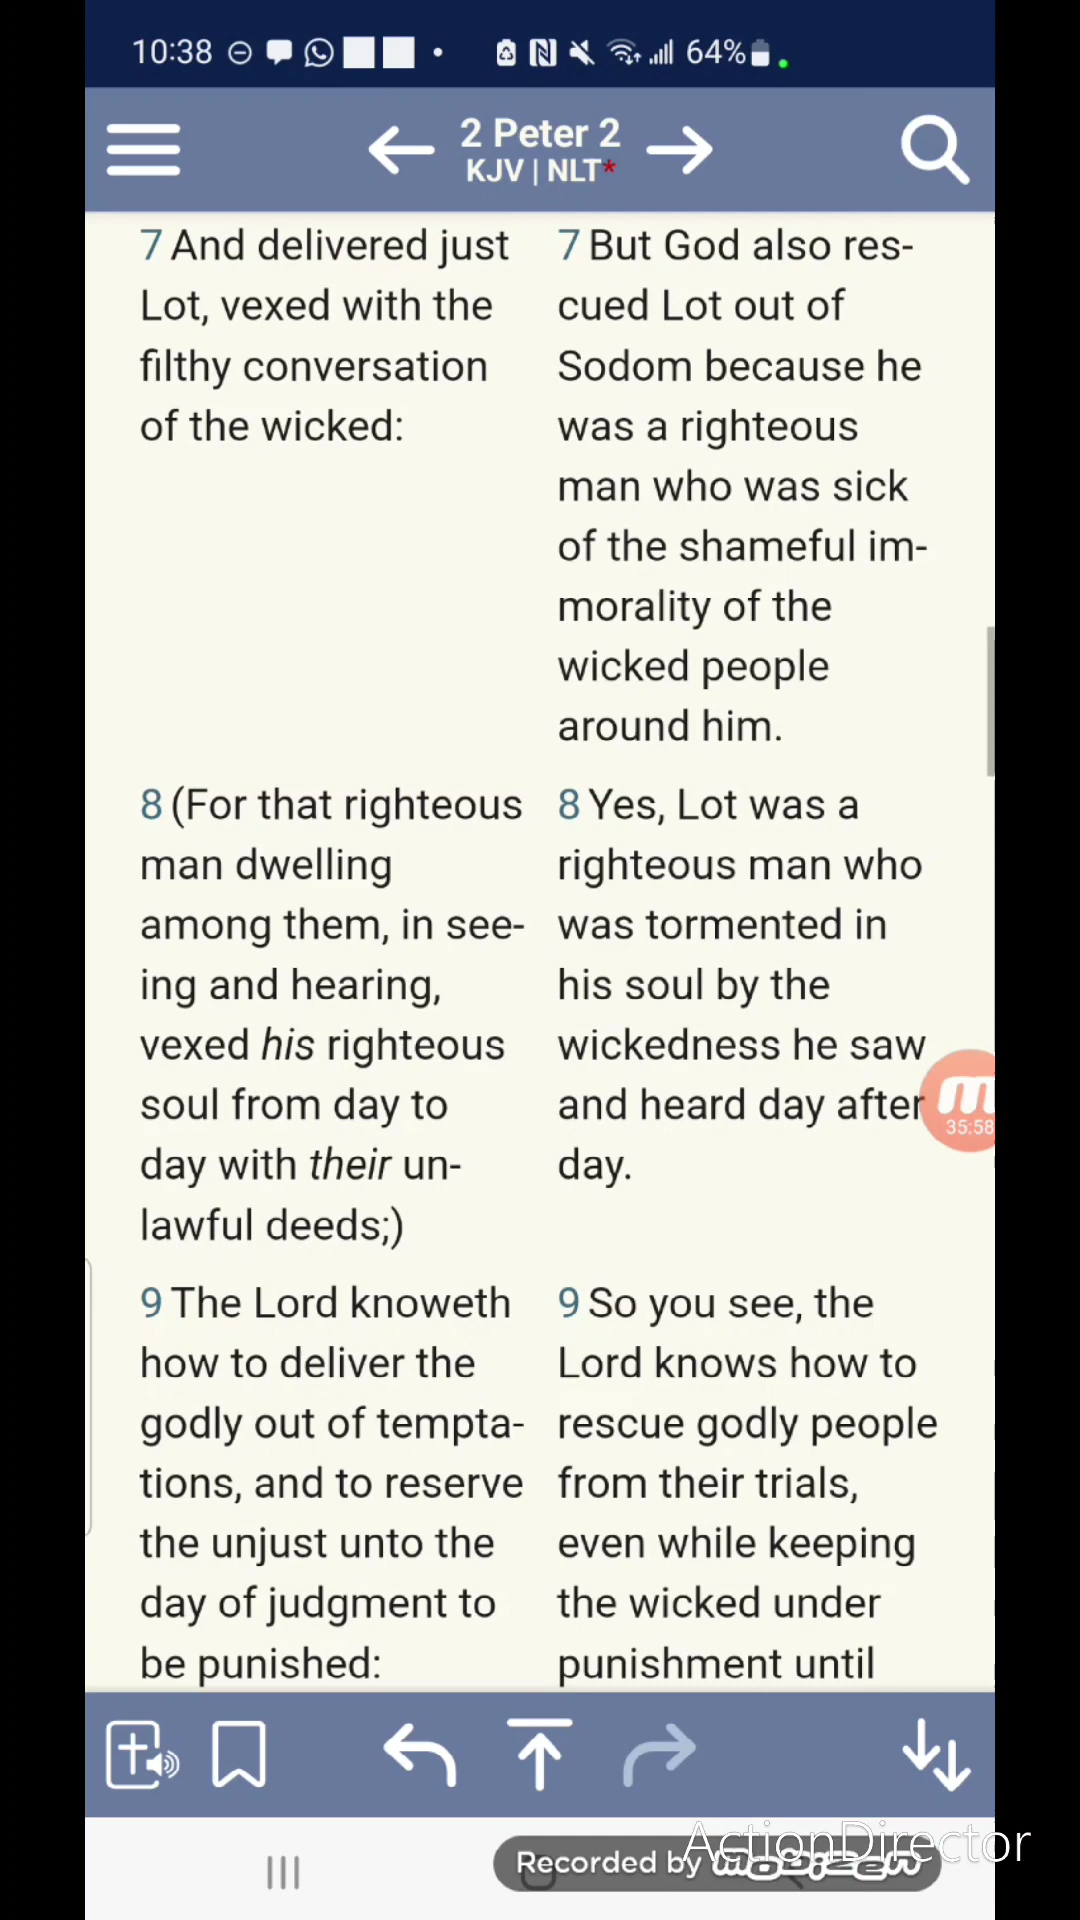 10:38
64%
2 Peter 2
KJV | NLT*
7 And delivered just
Lot, vexed with the
filthy conversation
of the wicked:
7 But God also res-
cued Lot out of
Sodom because he
was a righteous
man who was sick
of the shameful im-
morality of the
wicked people
around him.
8 (For that righteous
man dwelling
among them, in see-
ing and hearing,
vexed his righteous
soul from day to
day with their un-
lawful deeds;)
8 Yes, Lot was a
righteous man who
was tormented in
his soul by the
wickedness he saw
and heard day after
day.
35:58
9 The Lord knoweth
how to deliver the
godly out of tempta-
tions, and to reserve
the unjust unto the
day of judgment to
be punished:
9 So you see, the
Lord knows how to
rescue godly people
from their trials,
even while keeping
the wicked under
punishment until
ActionDirector
Recorded by MOBIZEN